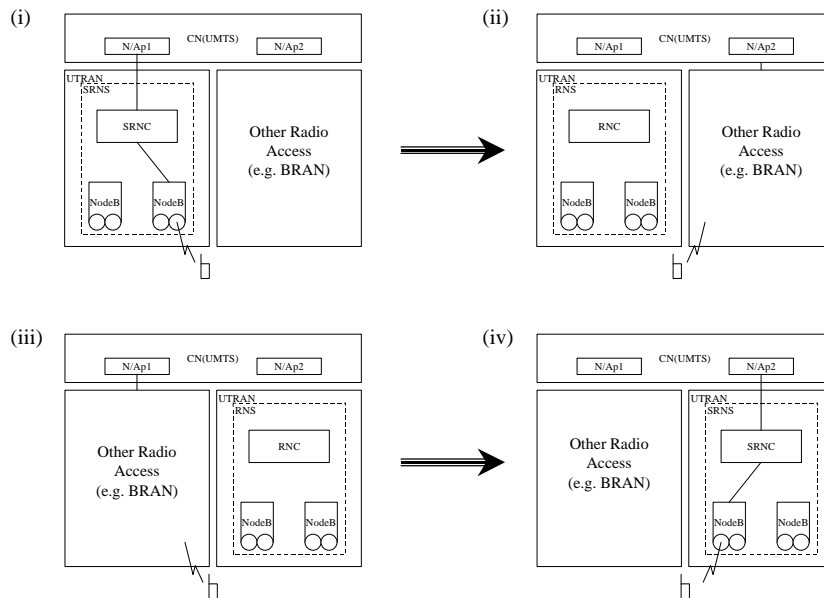 (i)
N/Ap1
CN(UMTS)
N/Ap2
UTRAN
SRNS
SRNC
NodeB
NodeB
Other Radio
Access
(e.g. BRAN)
(ii)
N/Ap1
CN(UMTS)
N/Ap2
UTRAN
RNS
RNC
NodeB
NodeB
Other Radio
Access
(e.g. BRAN)
(iii)
N/Ap1
CN(UMTS)
N/Ap2
Other Radio
Access
(e.g. BRAN)
UTRAN
RNS
RNC
NodeB
NodeB
(iv)
N/Ap1
CN(UMTS)
N/Ap2
Other Radio
Access
(e.g. BRAN)
UTRAN
SRNS
SRNC
NodeB
NodeB